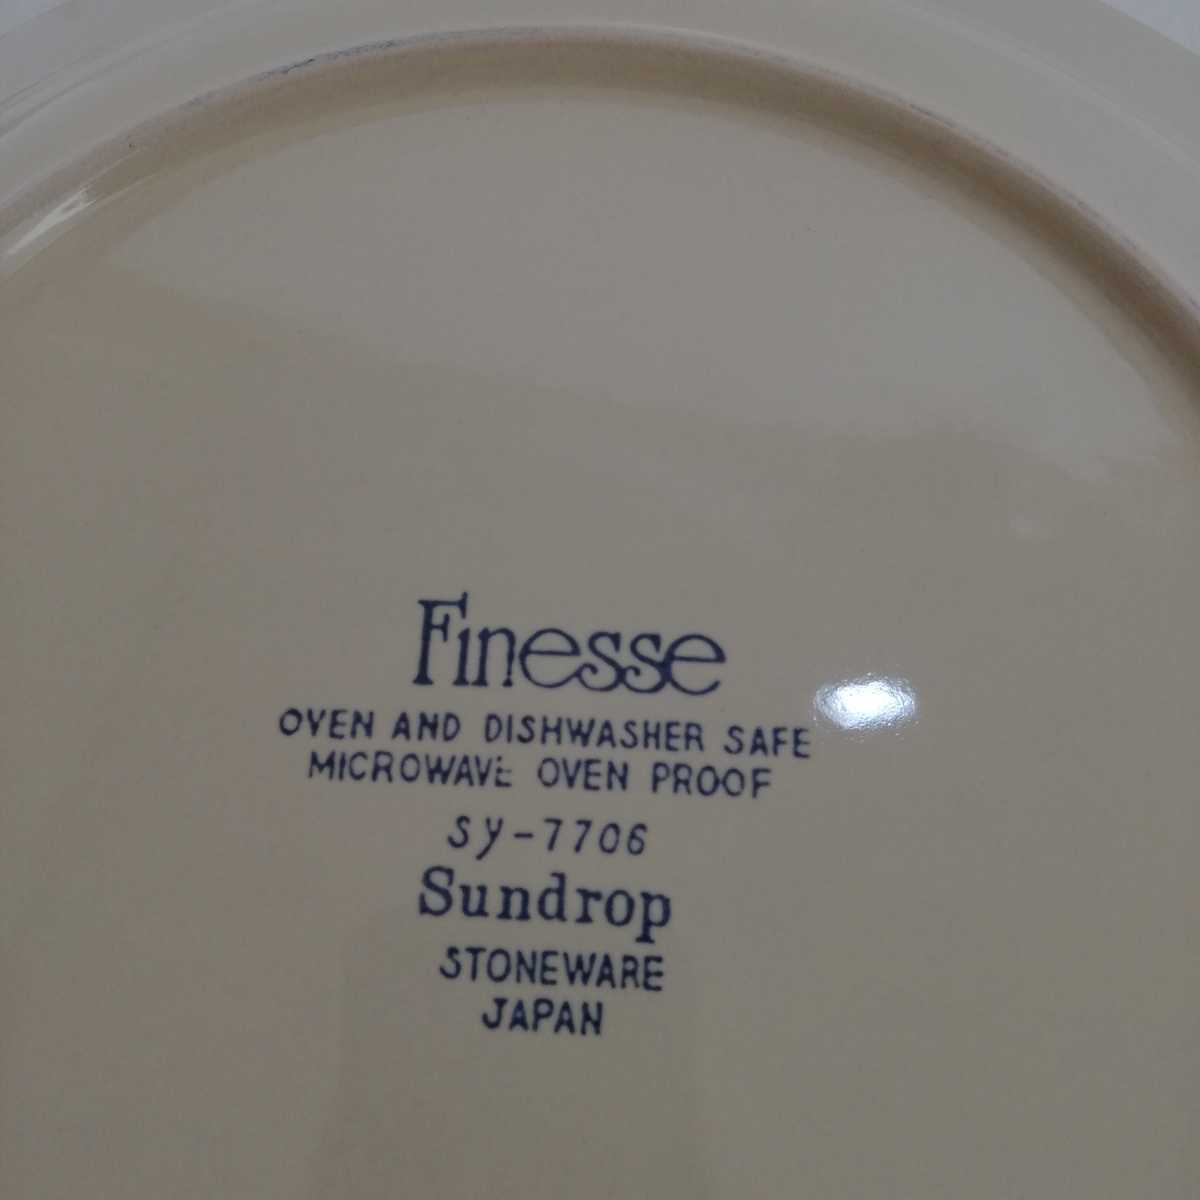 Finesse
OVEN AND DISHWASHER SAFE
MICROWAVE OVEN PROOF
SY-7706
Sundrop
STONEWARE
JAPAN